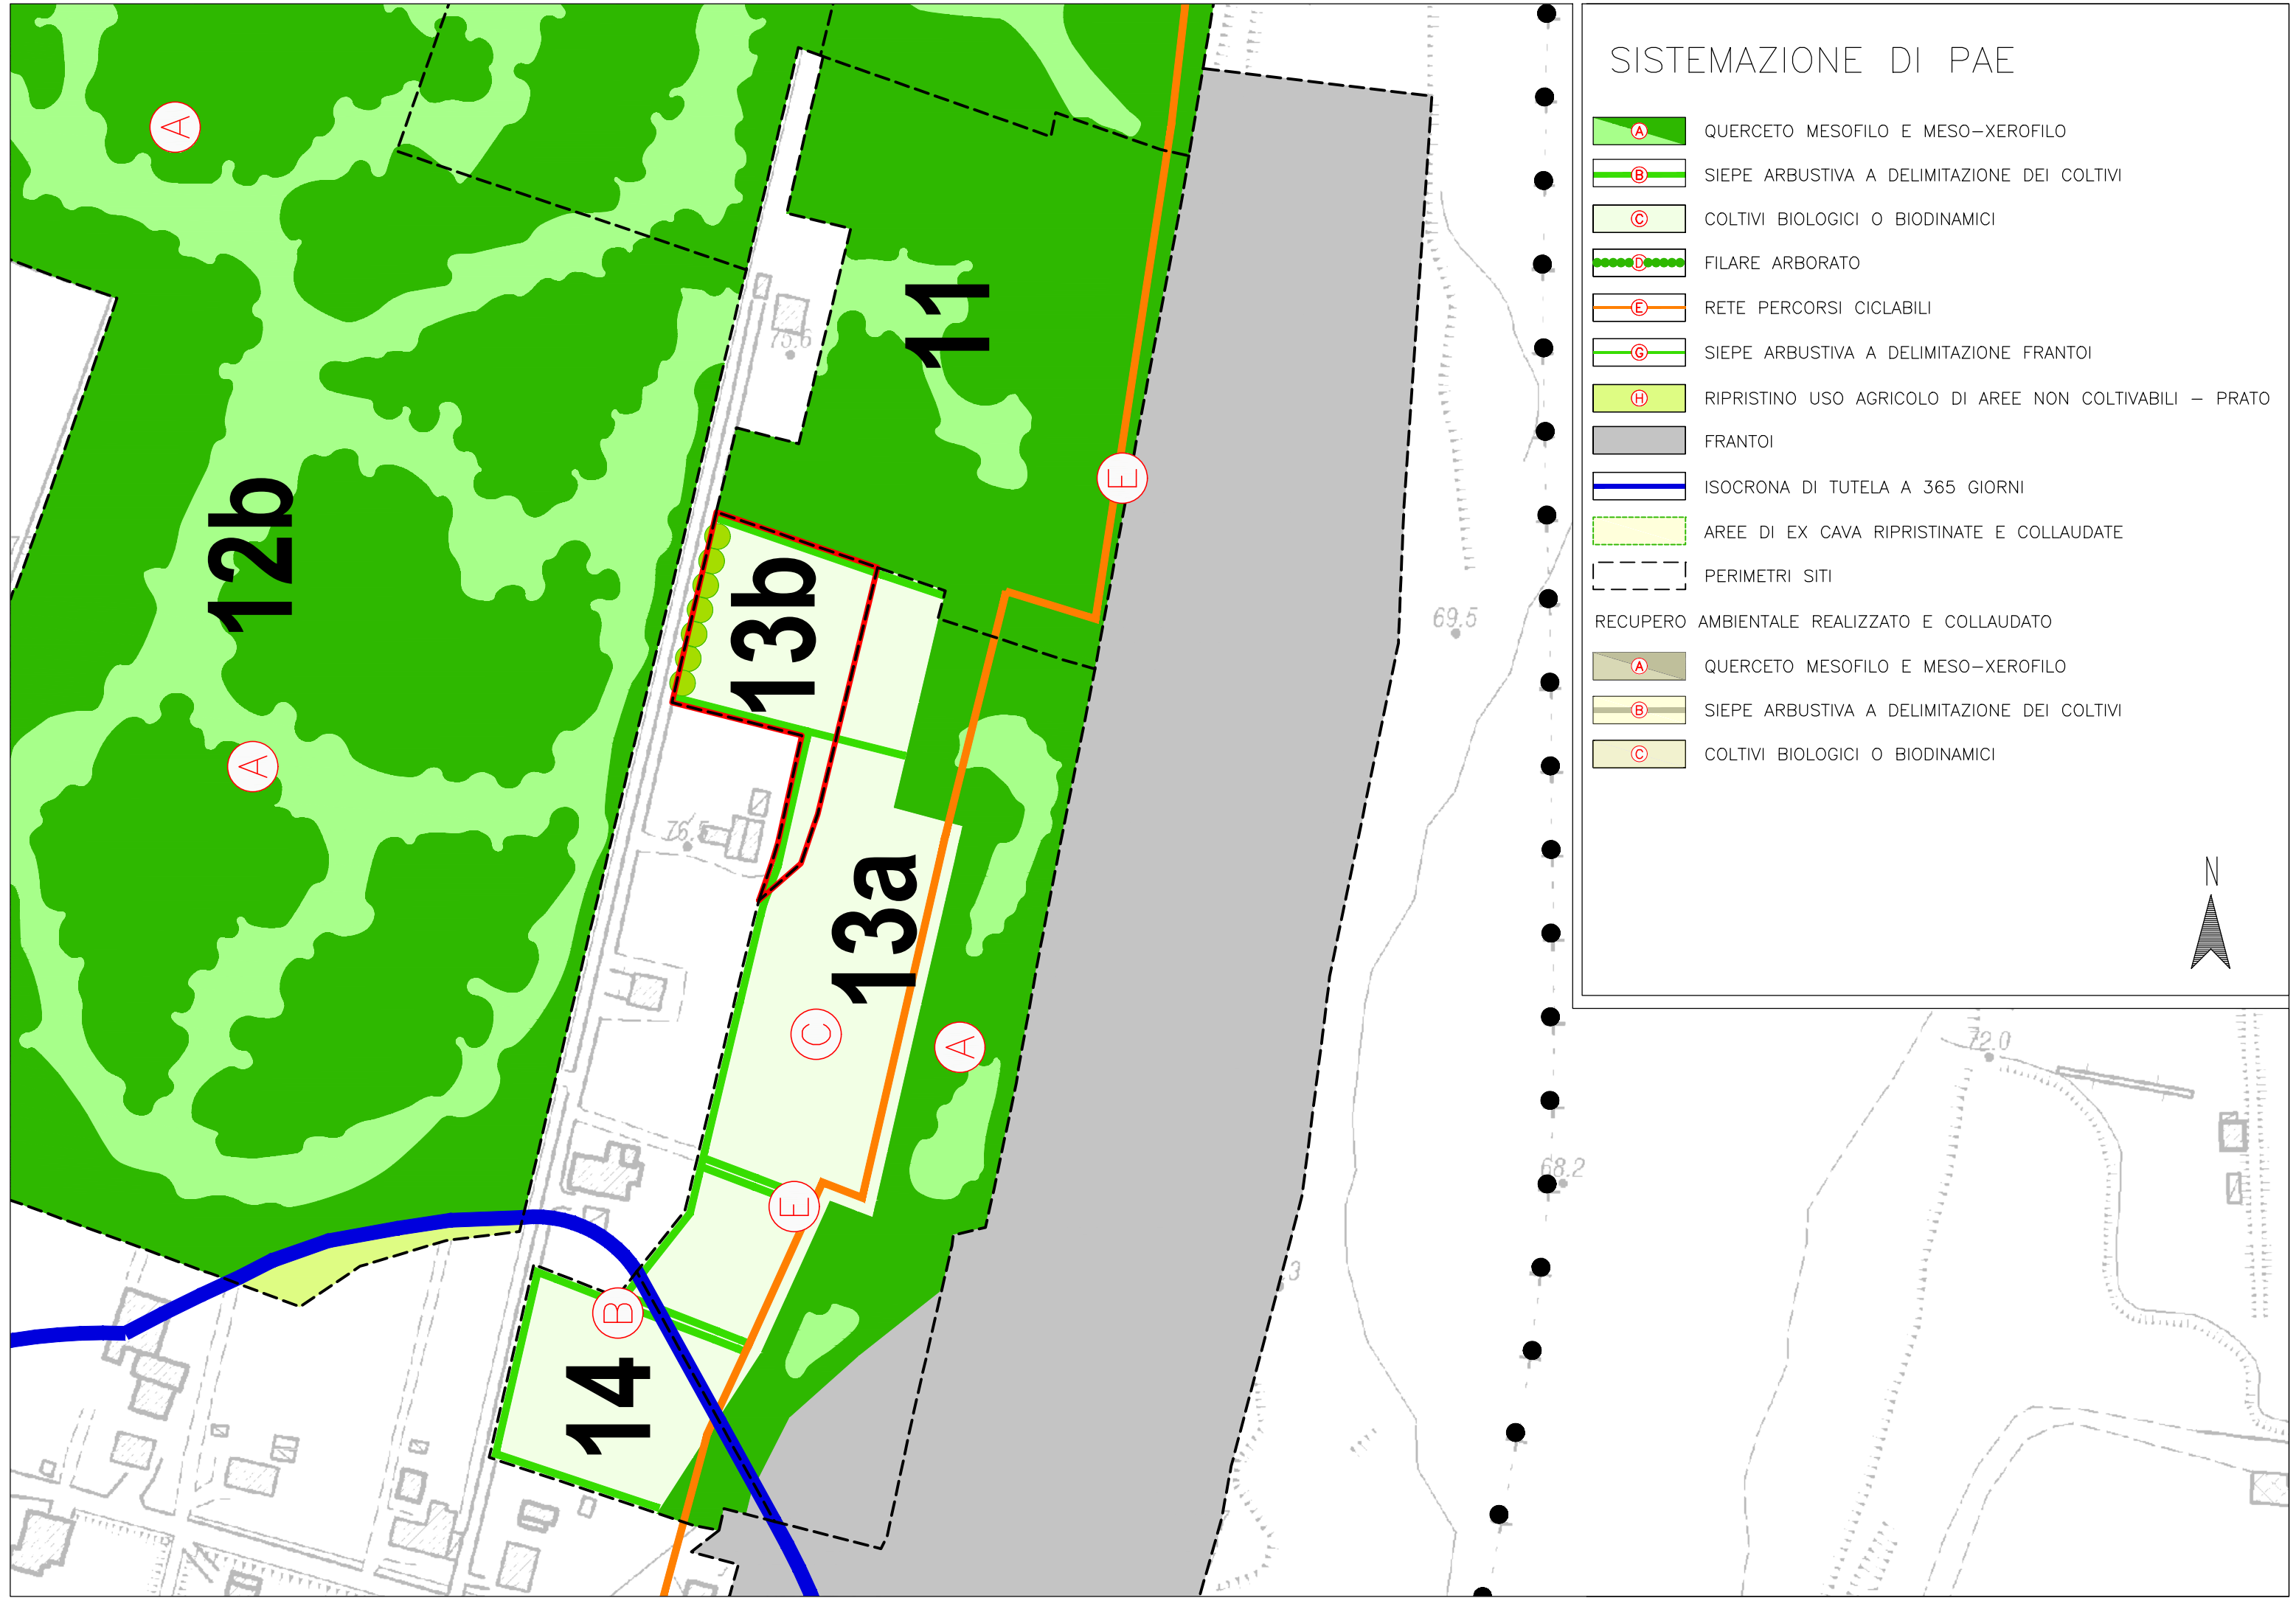 A
11
75.6
12b
E
13b
69.5
A
76.5
13a
C
A
E
68.2
72.0
3
B
14
SISTEMAZIONE DI PAE
A QUERCETO MESOFILO E MESO-XEROFILO
B SIEPE ARBUSTIVA A DELIMITAZIONE DEI COLTIVI
C COLTIVI BIOLOGICI O BIODINAMICI
D FILARE ARBORATO
E RETE PERCORSI CICLABILI
G SIEPE ARBUSTIVA A DELIMITAZIONE FRANTOI
H RIPRISTINO USO AGRICOLO DI AREE NON COLTIVABILI - PRATO
FRANTOI
ISOCRONA DI TUTELA A 365 GIORNI
AREE DI EX CAVA RIPRISTINATE E COLLAUDATE
PERIMETRI SITI
RECUPERO AMBIENTALE REALIZZATO E COLLAUDATO
A QUERCETO MESOFILO E MESO-XEROFILO
B SIEPE ARBUSTIVA A DELIMITAZIONE DEI COLTIVI
C COLTIVI BIOLOGICI O BIODINAMICI
N